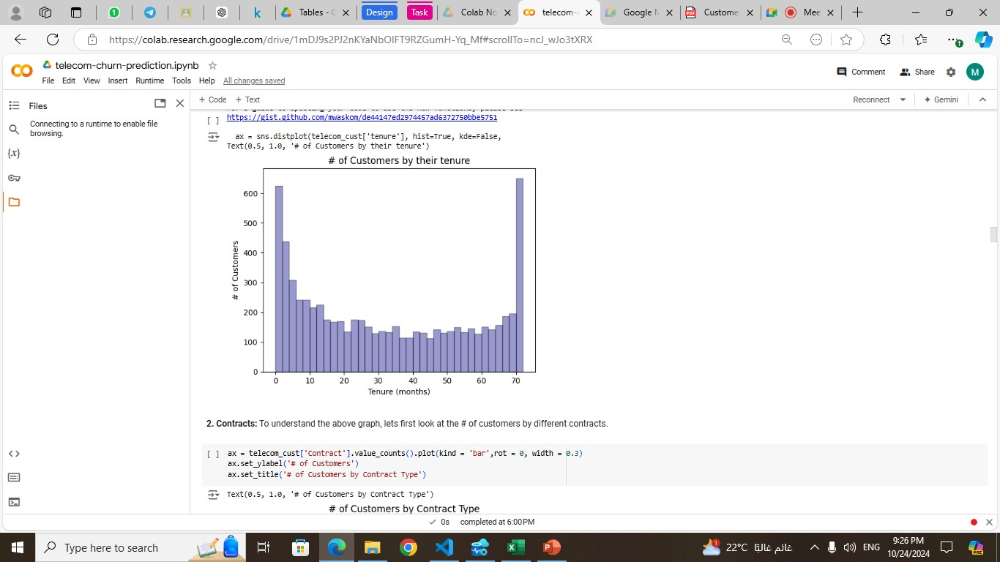 Tables - G
Design
Task
Colab No
telecom-c
Google M
Custome
Mee
https://colab.research.google.com/drive/1mDJ9s2PJ2nKYaNbOlFT9RZGumH-Yq_Mf#scrollTo=ncJ_wJo3tXRX
telecom-churn-prediction.ipynb
File Edit View Insert Runtime Tools Help All changes saved
Comment Share M
Files
+ Code + Text
Reconnect Gemini
Connecting to a runtime to enable file
browsing.
{x}
https://gist.github.com/mwaskom/de44147ed2974457ad6372750bbe5751
[ ]
ax = sns.distplot(telecom_cust['tenure'], hist=True, kde=False,
Text(0.5, 1.0, '# of Customers by their tenure')
# of Customers by their tenure
# of Customers
600
500
400
300
200
100
0
0 10 20 30 40 50 60 70
Tenure (months)
2. Contracts: To understand the above graph, lets first look at the # of customers by different contracts.
[ ] ax = telecom_cust['Contract'].value_counts().plot(kind = 'bar',rot = 0, width = 0.3)
ax.set_ylabel('# of Customers')
ax.set_title('# of Customers by Contract Type')
Text(0.5, 1.0, '# of Customers by Contract Type')
# of Customers by Contract Type
0s completed at 6:00 PM
Type here to search
22°C غائم غالبًا
ENG
9:26 PM
10/24/2024